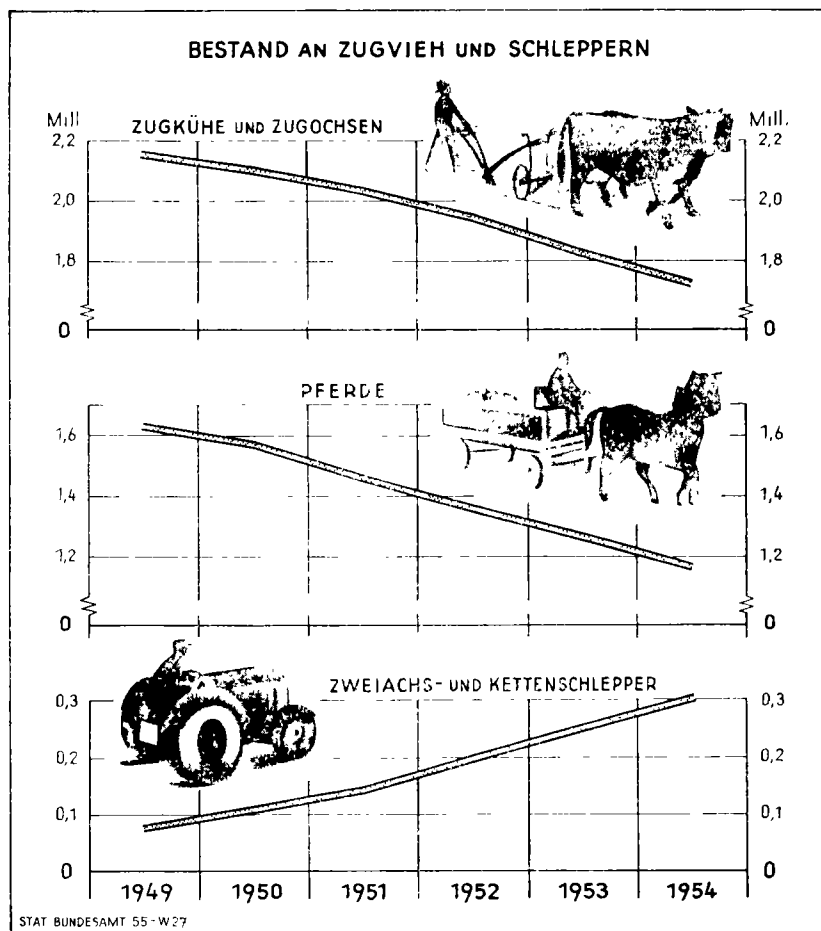 BESTAND AN ZUGVIEH UND SCHLEPPERN
Mill. ZUGKÜHE UND ZUGOCHSEN Mill.
2,2 2,2
2,0 2,0
1,8 1,8
0 0
PFERDE
1,6 1,6
1,4 1,4
1,2 1,2
0 0
ZWEIACHS- UND KETTENSCHLEPPER
0,3 0,3
0,2 0,2
0,1 0,1
0 0
1949 1950 1951 1952 1953 1954
STAT BUNDESAMT 55-W27